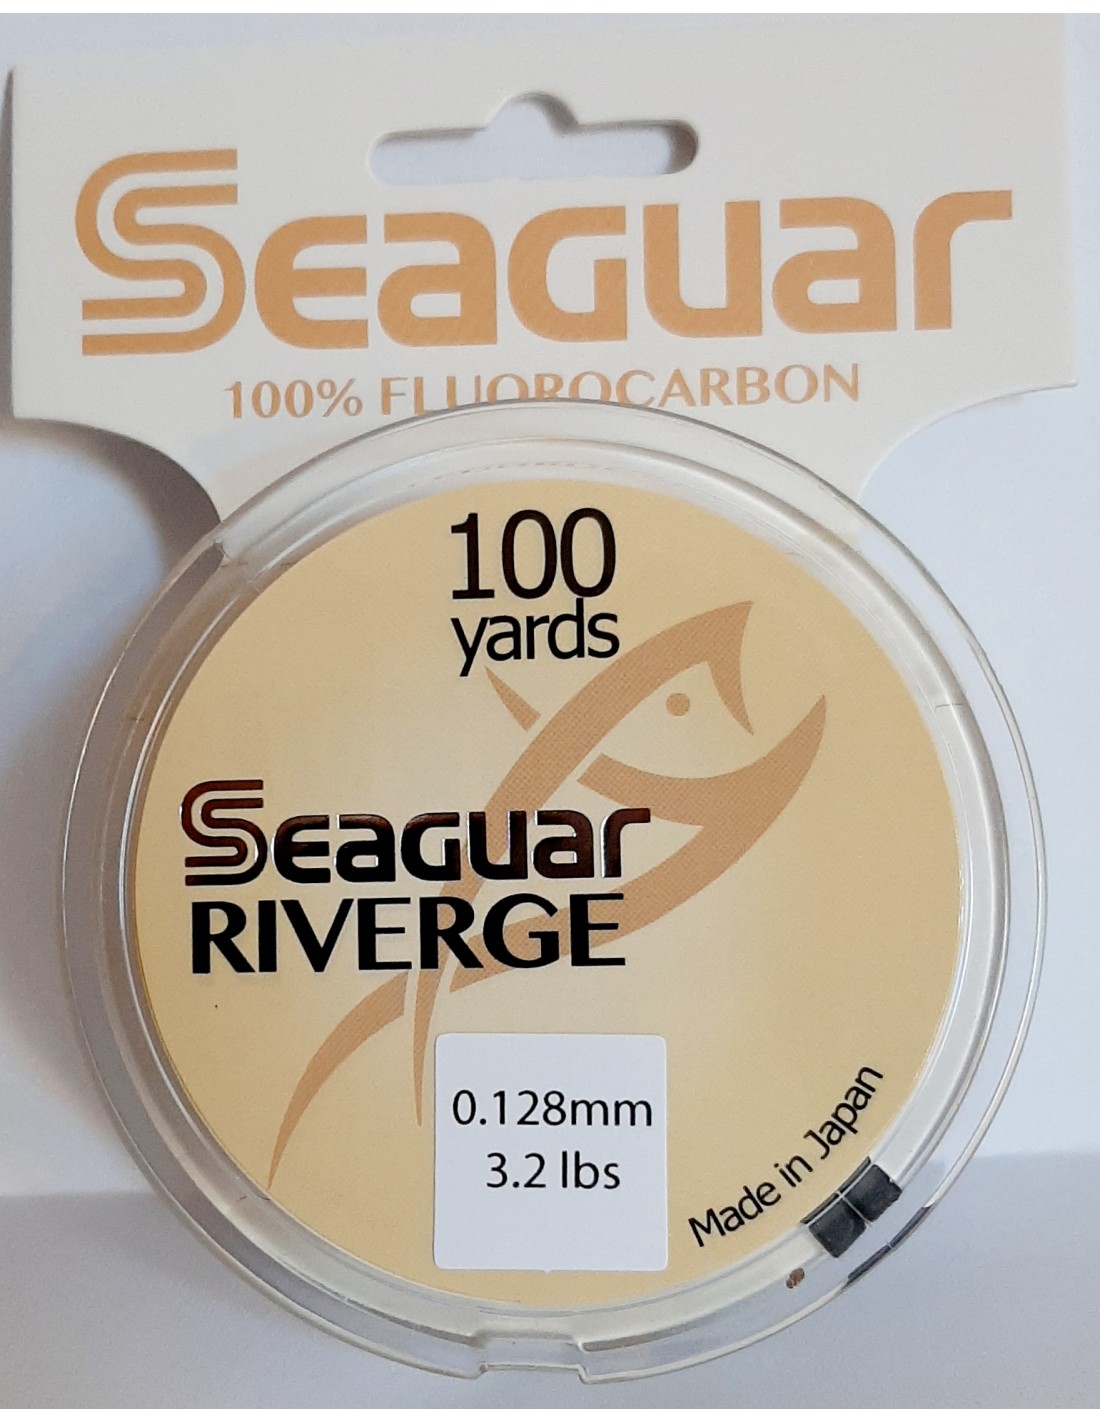 Seaguar
100% FLUOROCARBON
100
yards
Seaguar
RIVERGE
0.128mm
3.2 lbs
Made in Japan